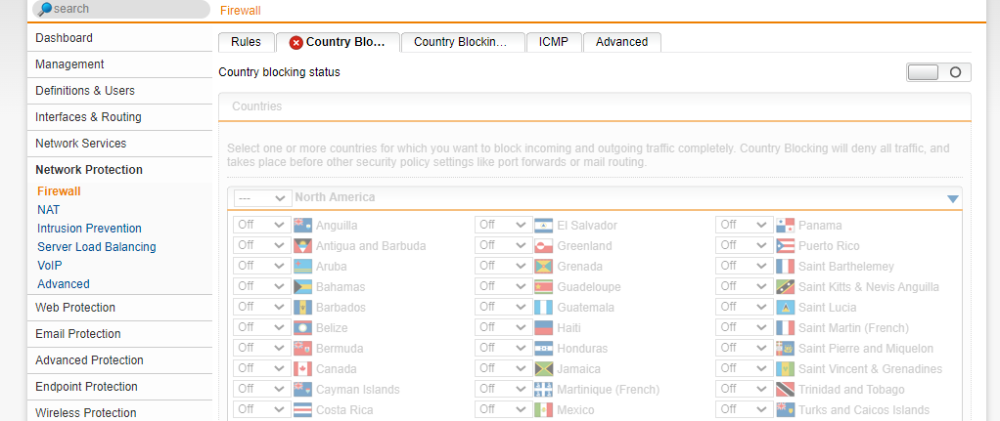 search
Firewall
Dashboard
Management
Definitions & Users
Interfaces & Routing
Network Services
Network Protection
Firewall
NAT
Intrusion Prevention
Server Load Balancing
VoIP
Advanced
Web Protection
Email Protection
Advanced Protection
Endpoint Protection
Wireless Protection
Rules Country Blo... Country Blockin... ICMP Advanced
Country blocking status
Countries
Select one or more countries for which you want to block incoming and outgoing traffic completely. Country Blocking will deny all traffic, and
takes place before other security policy settings like port forwards or mail routing.
--- North America
Off Anguilla Off El Salvador Off Panama
Off Antigua and Barbuda Off Greenland Off Puerto Rico
Off Aruba Off Grenada Off Saint Barthelemey
Off Bahamas Off Guadeloupe Off Saint Kitts & Nevis Anguilla
Off Barbados Off Guatemala Off Saint Lucia
Off Belize Off Haiti Off Saint Martin (French)
Off Bermuda Off Honduras Off Saint Pierre and Miquelon
Off Canada Off Jamaica Off Saint Vincent & Grenadines
Off Cayman Islands Off Martinique (French) Off Trinidad and Tobago
Off Costa Rica Off Mexico Off Turks and Caicos Islands